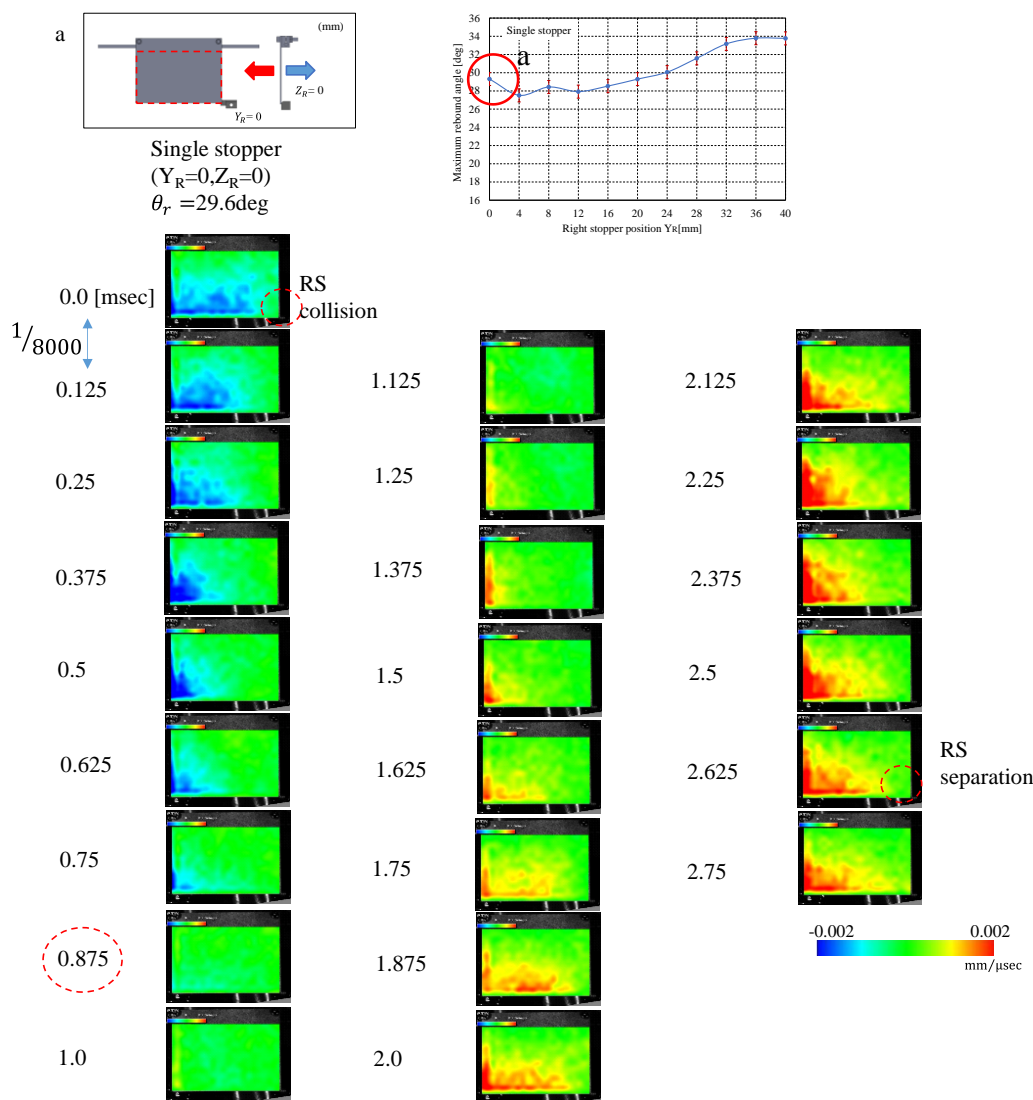 a
(mm)
Z_R= 0
Y_R= 0
Single stopper
(Y_R=0,Z_R=0)
θ_r =29.6deg
Maximum rebound angle [deg]
36
34
32
30
28
26
24
22
20
18
16
Single stopper
a
0 4 8 12 16 20 24 28 32 36 40
Right stopper position YR[mm]
0.0 [msec]
RS
collision
1/8000
0.125
0.25
0.375
0.5
0.625
0.75
0.875
1.0
1.125
1.25
1.375
1.5
1.625
1.75
1.875
2.0
2.125
2.25
2.375
2.5
2.625
RS
separation
2.75
-0.002 0.002
mm/μsec